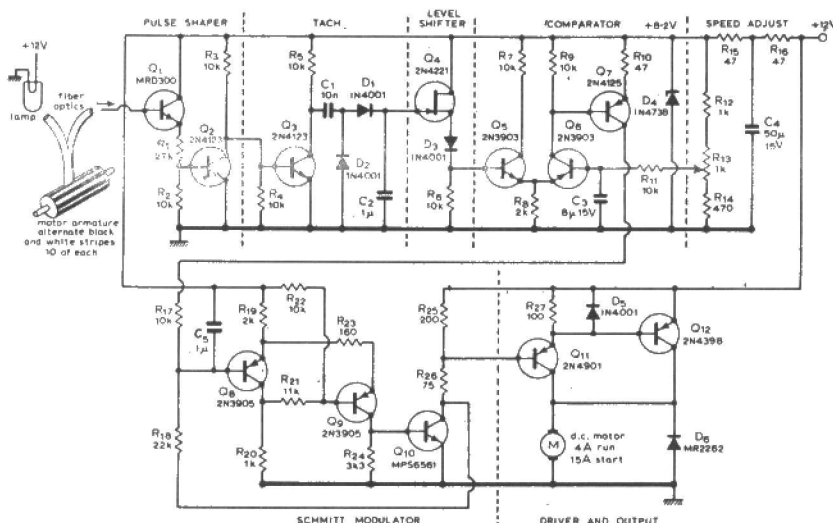 PULSE SHAPER
TACH
LEVEL SHIFTER
COMPARATOR
+8·2V
SPEED ADJUST
+12V
+12V
lamp
fiber optics
motor armature
alternate black
and white stripes
10 of each
Q1
MRD300
R1
R2
10k
R3
10k
Q2
2N4123
R4
10k
R5
10k
Q3
2N4123
C1
10n
D1
1N4001
D2
1N4001
C2
1μ
Q4
2N4221
D3
1N4001
R6
10k
R7
10k
Q5
2N3903
R8
2k
R9
10k
Q6
2N3903
C3
8μ 15V
R10
47
Q7
2N4125
D4
1N4738
R11
10k
R12
1k
R13
1k
R14
470
R15
47
R16
47
C4
50μ
15V
R17
10k
C5
1μ
R18
22k
R19
2k
Q8
2N3905
R20
1k
R21
11k
R22
10k
R23
160
Q9
2N3905
R24
3k3
Q10
MPS6561
R25
200
R26
75
R27
100
D5
1N4001
Q11
2N4901
Q12
2N4398
M
d.c. motor
4A run
15A start
D6
MR2262
SCHMITT MODULATOR
DRIVER AND OUTPUT